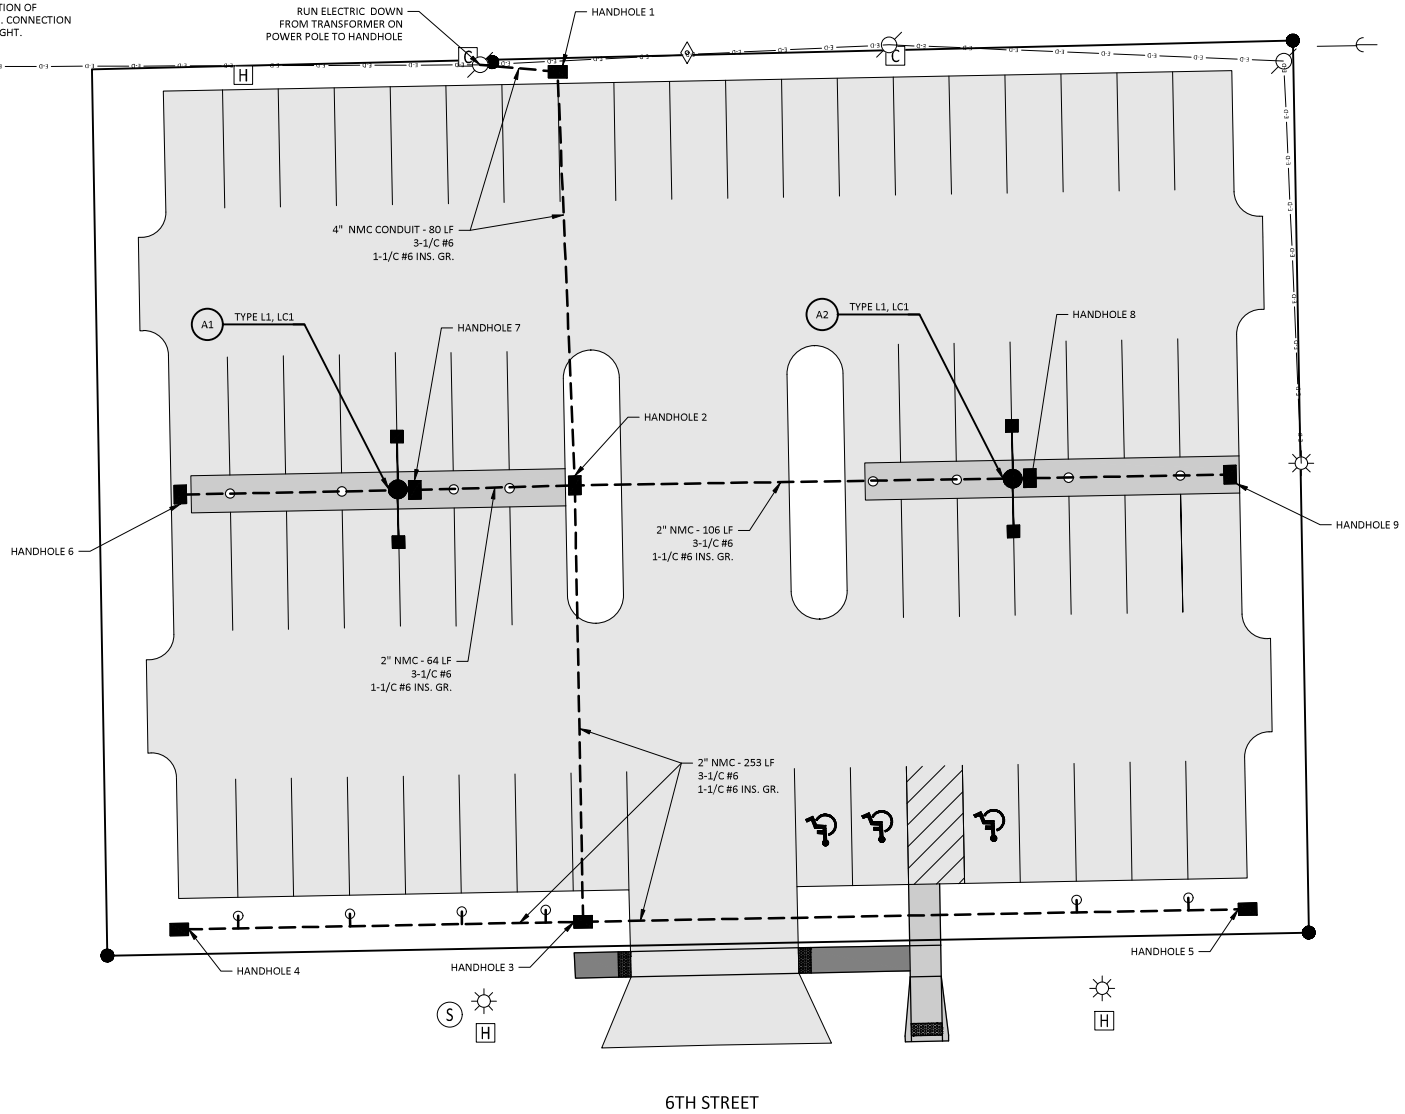 TION OF
. CONNECTION
GHT.
RUN ELECTRIC DOWN
FROM TRANSFORMER ON
POWER POLE TO HANDHOLE
HANDHOLE 1
C
C
H
4" NMC CONDUIT - 80 LF
3-1/C #6
1-1/C #6 INS. GR.
A1
TYPE L1, LC1
HANDHOLE 7
A2
TYPE L1, LC1
HANDHOLE 8
HANDHOLE 2
HANDHOLE 6
2" NMC - 106 LF
3-1/C #6
1-1/C #6 INS. GR.
HANDHOLE 9
2" NMC - 64 LF
3-1/C #6
1-1/C #6 INS. GR.
2" NMC - 253 LF
3-1/C #6
1-1/C #6 INS. GR.
HANDHOLE 4
HANDHOLE 3
HANDHOLE 5
S
H
H
6TH STREET